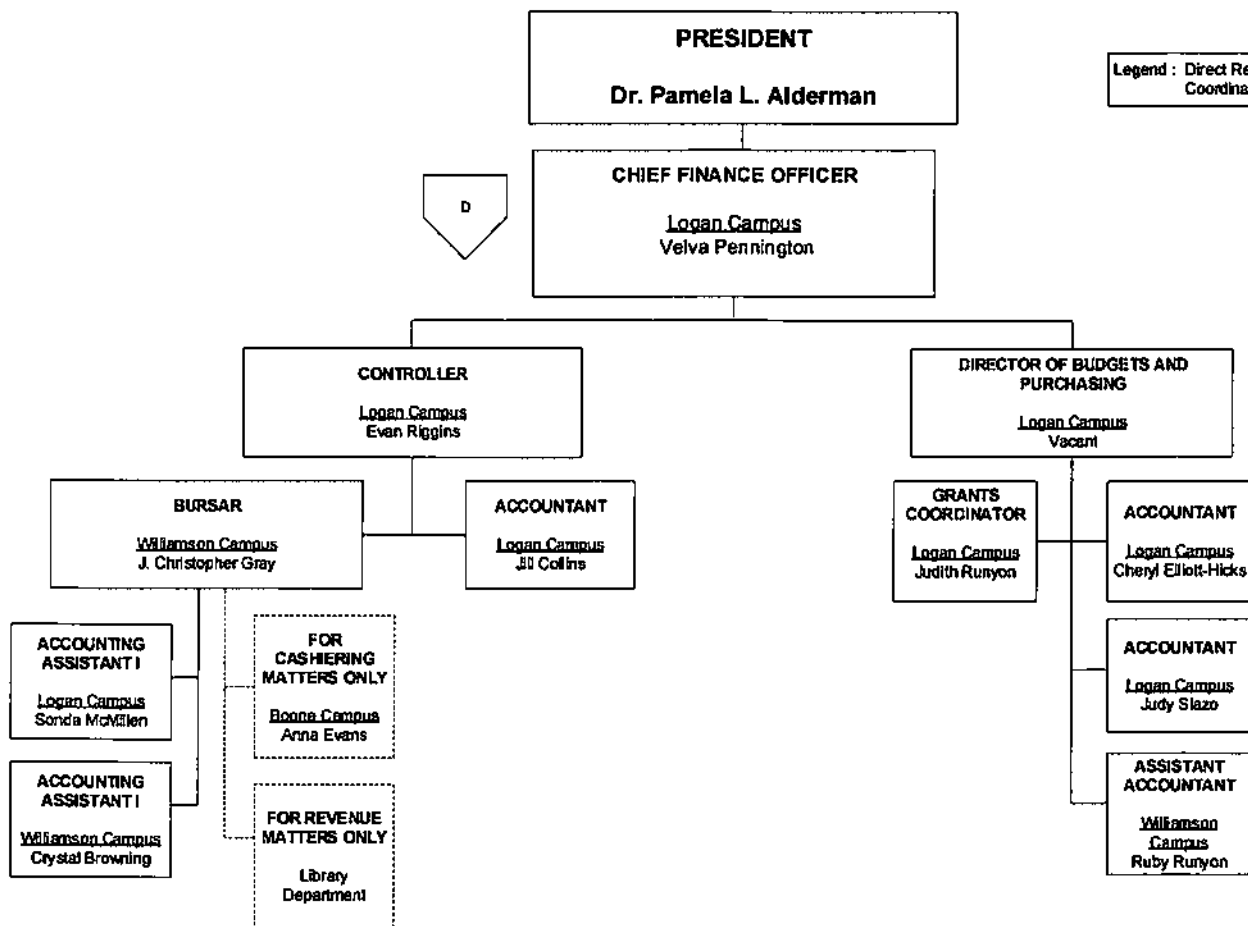 PRESIDENT
Dr. Pamela L. Alderman
Legend : Direct Re
Coordina
CHIEF FINANCE OFFICER
Logan Campus
Velva Pennington
D
CONTROLLER
Logan Campus
Evan Riggins
DIRECTOR OF BUDGETS AND
PURCHASING
Logan Campus
Vacant
BURSAR
Williamson Campus
J. Christopher Gray
ACCOUNTANT
Logan Campus
Jill Collins
GRANTS
COORDINATOR
Logan Campus
Judith Runyon
ACCOUNTANT
Logan Campus
Cheryl Elliott-Hicks
ACCOUNTING
ASSISTANT I
Logan Campus
Sonda McMillen
FOR
CASHIERING
MATTERS ONLY
Boone Campus
Anna Evans
ACCOUNTANT
Logan Campus
Judy Slazo
ACCOUNTING
ASSISTANT I
Williamson Campus
Crystal Browning
FOR REVENUE
MATTERS ONLY
Library
Department
ASSISTANT
ACCOUNTANT
Williamson
Campus
Ruby Runyon